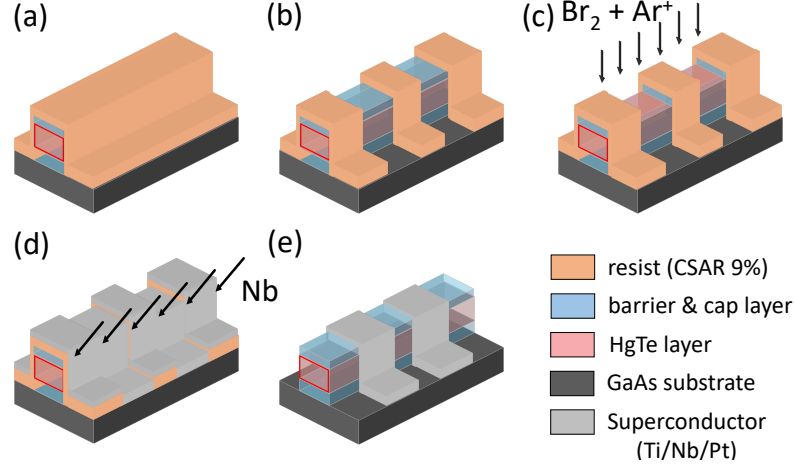 (a)
(b)
(c)
Br₂ + Ar⁺
(d)
Nb
(e)
resist (CSAR 9%)
barrier & cap layer
HgTe layer
GaAs substrate
Superconductor
(Ti/Nb/Pt)